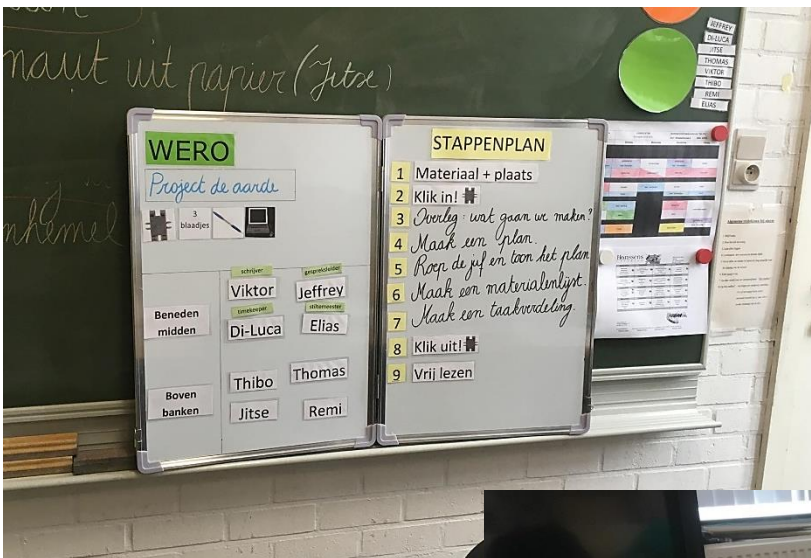 naut uit papier (Jitse)
WERO
Project de aarde
3
blaadjes
schrijver
gespreksleider
Viktor
Jeffrey
timekeeper
stiltemeester
Beneden
midden
Di-Luca
Elias
Boven
banken
Thibo
Thomas
Jitse
Remi
STAPPENPLAN
1 Materiaal + plaats
2 Klik in!
3 Overleg: wat gaan we maken?
4 Maak een plan.
5 Roep de juf en toon het plan
6 Maak een materialenlijst.
7 Maak een taakverdeling.
8 Klik uit!
9 Vrij lezen
JEFFREY
DI-LUCA
JITSE
THOMAS
VIKTOR
THIBO
REMI
ELIAS